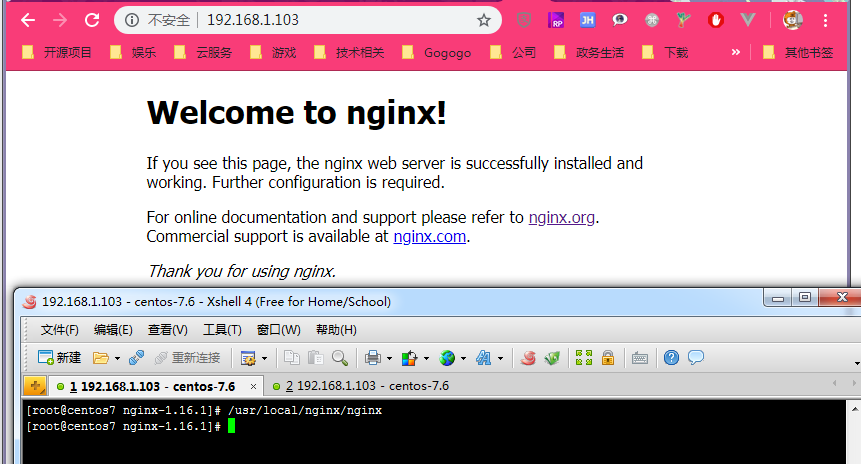 不安全 192.168.1.103
RP JH
开源项目 娱乐 云服务 游戏 技术相关 Gogogo 公司 政务生活 下载 » 其他书签
Welcome to nginx!
If you see this page, the nginx web server is successfully installed and
working. Further configuration is required.
For online documentation and support please refer to nginx.org.
Commercial support is available at nginx.com.
Thank you for using nginx.
192.168.1.103 - centos-7.6 - Xshell 4 (Free for Home/School)
文件(F) 编辑(E) 查看(V) 工具(T) 窗口(W) 帮助(H)
新建 重新连接
1 192.168.1.103 - centos-7.6 × 2 192.168.1.103 - centos-7.6
[root@centos7 nginx-1.16.1]# /usr/local/nginx/nginx
[root@centos7 nginx-1.16.1]#